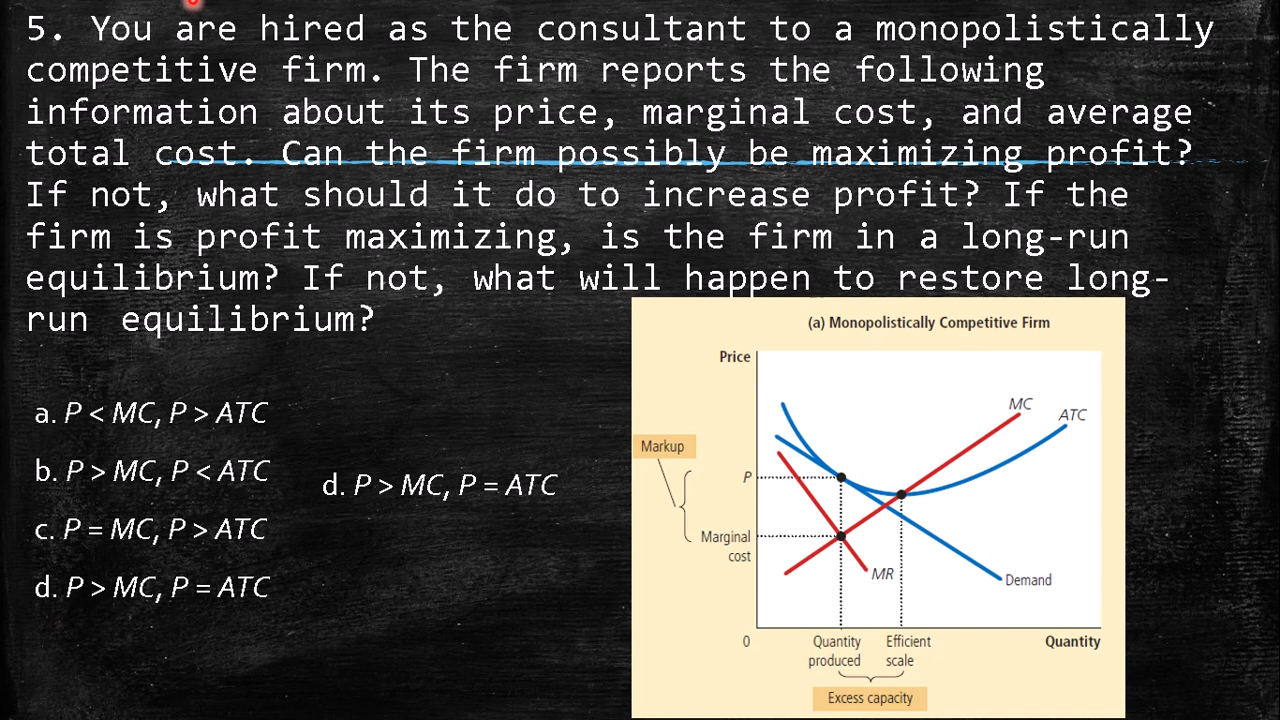 5. You are hired as the consultant to a monopolistically
competitive firm. The firm reports the following
information about its price, marginal cost, and average
total cost. Can the firm possibly be maximizing profit?
If not, what should it do to increase profit? If the
firm is profit maximizing, is the firm in a long-run
equilibrium? If not, what will happen to restore long-
run equilibrium?
a. P < MC, P > ATC
b. P > MC, P < ATC
c. P = MC, P > ATC
d. P > MC, P = ATC
d. P > MC, P = ATC
(a) Monopolistically Competitive Firm
Price
MC
ATC
Markup
P
Marginal
cost
MR
Demand
0
Quantity
produced
Efficient
scale
Quantity
Excess capacity